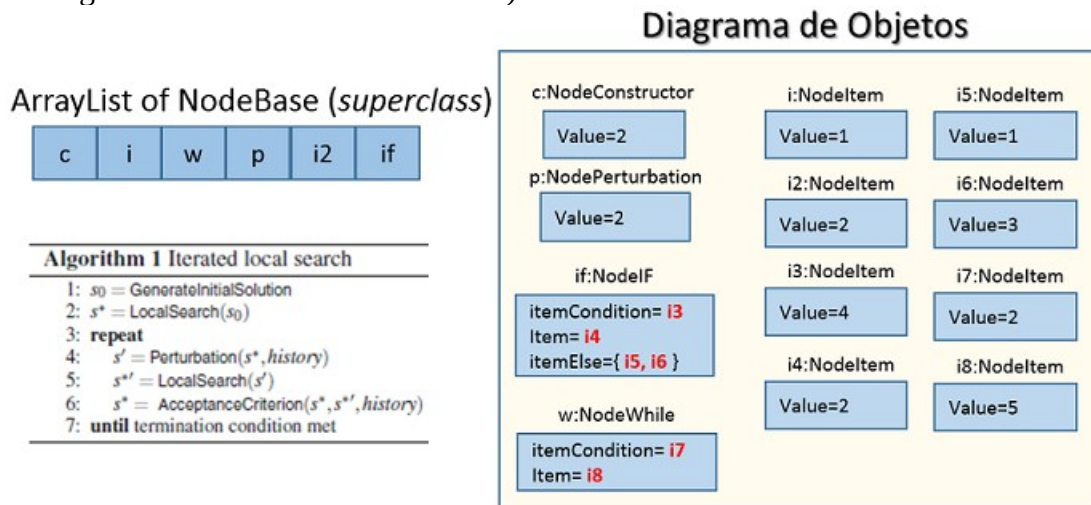 Diagrama de Objetos
ArrayList of NodeBase (superclass)
c i w p i2 if
Algorithm 1 Iterated local search
1: s₀ = GenerateInitialSolution
2: s* = LocalSearch(s₀)
3: repeat
4: s′ = Perturbation(s*,history)
5: s*′ = LocalSearch(s′)
6: s* = AcceptanceCriterion(s*,s*′,history)
7: until termination condition met
c:NodeConstructor
Value=2
p:NodePerturbation
Value=2
if:NodeIF
itemCondition= i3
Item= i4
itemElse={ i5, i6 }
w:NodeWhile
itemCondition= i7
Item= i8
i:NodeItem
Value=1
i2:NodeItem
Value=2
i3:NodeItem
Value=4
i4:NodeItem
Value=2
i5:NodeItem
Value=1
i6:NodeItem
Value=3
i7:NodeItem
Value=2
i8:NodeItem
Value=5